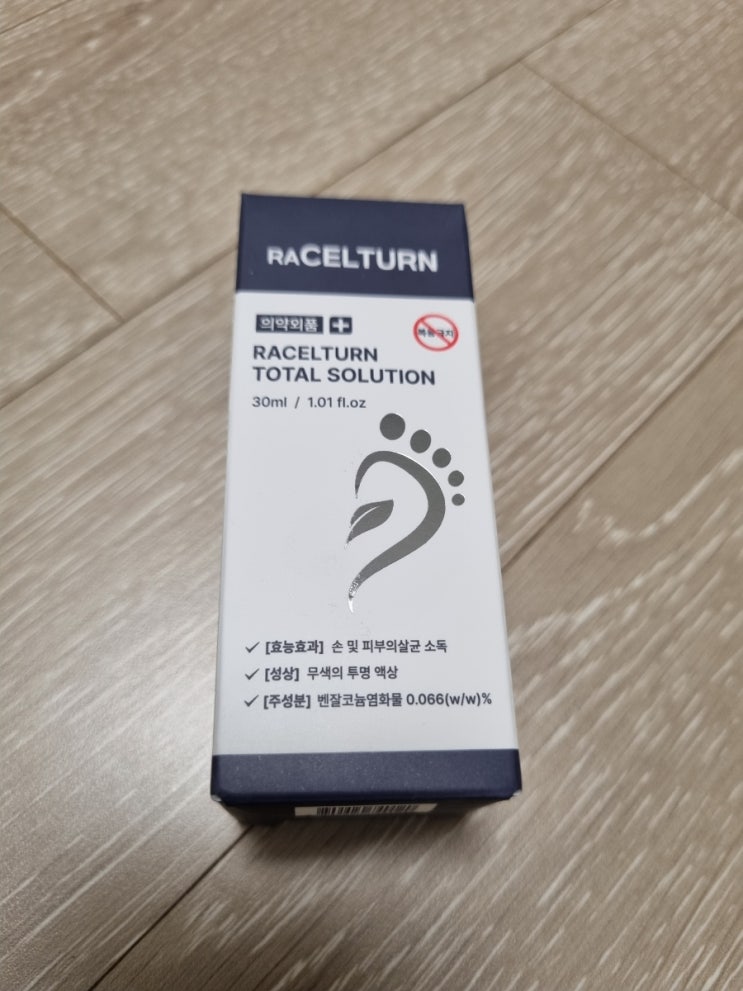 RACELTURN
의약외품
복용금지
RACELTURN
TOTAL SOLUTION
30ml / 1.01 fl.oz
[효능효과] 손 및 피부의살균 소독
[성상] 무색의 투명 액상
[주성분] 벤잘코늄염화물 0.066(w/w)%